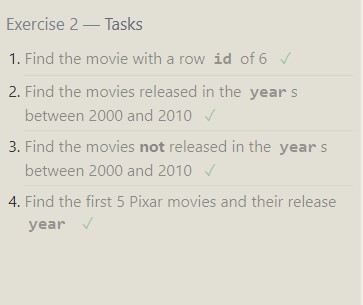 Exercise 2 — Tasks
1. Find the movie with a row id of 6 ✓
2. Find the movies released in the year s
between 2000 and 2010 ✓
3. Find the movies not released in the year s
between 2000 and 2010 ✓
4. Find the first 5 Pixar movies and their release
year ✓